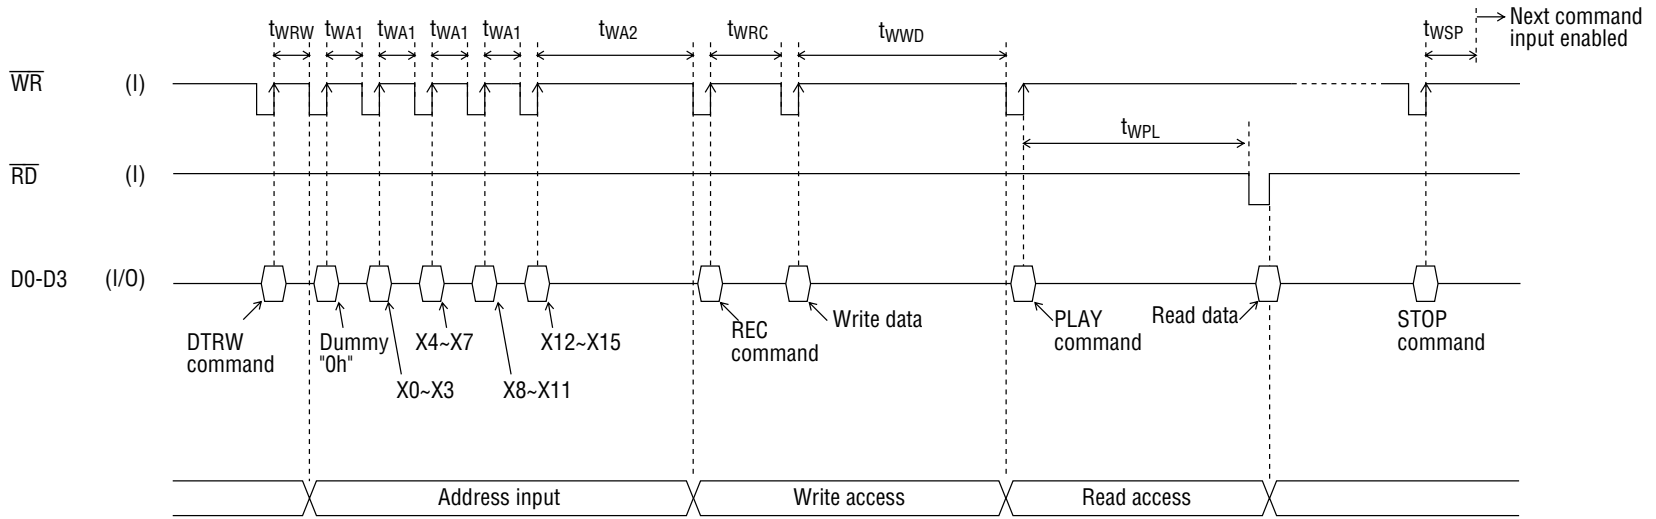 tWRW tWA1 tWA1 tWA1 tWA1 tWA2 tWRC tWWD tWSP Next command
input enabled
WR (I)
tWPL
RD (I)
D0-D3 (I/O)
DTRW
command
Dummy
"0h"
X0~X3
X4~X7
X8~X11
X12~X15
REC
command
Write data
PLAY
command
Read data
STOP
command
Address input Write access Read access